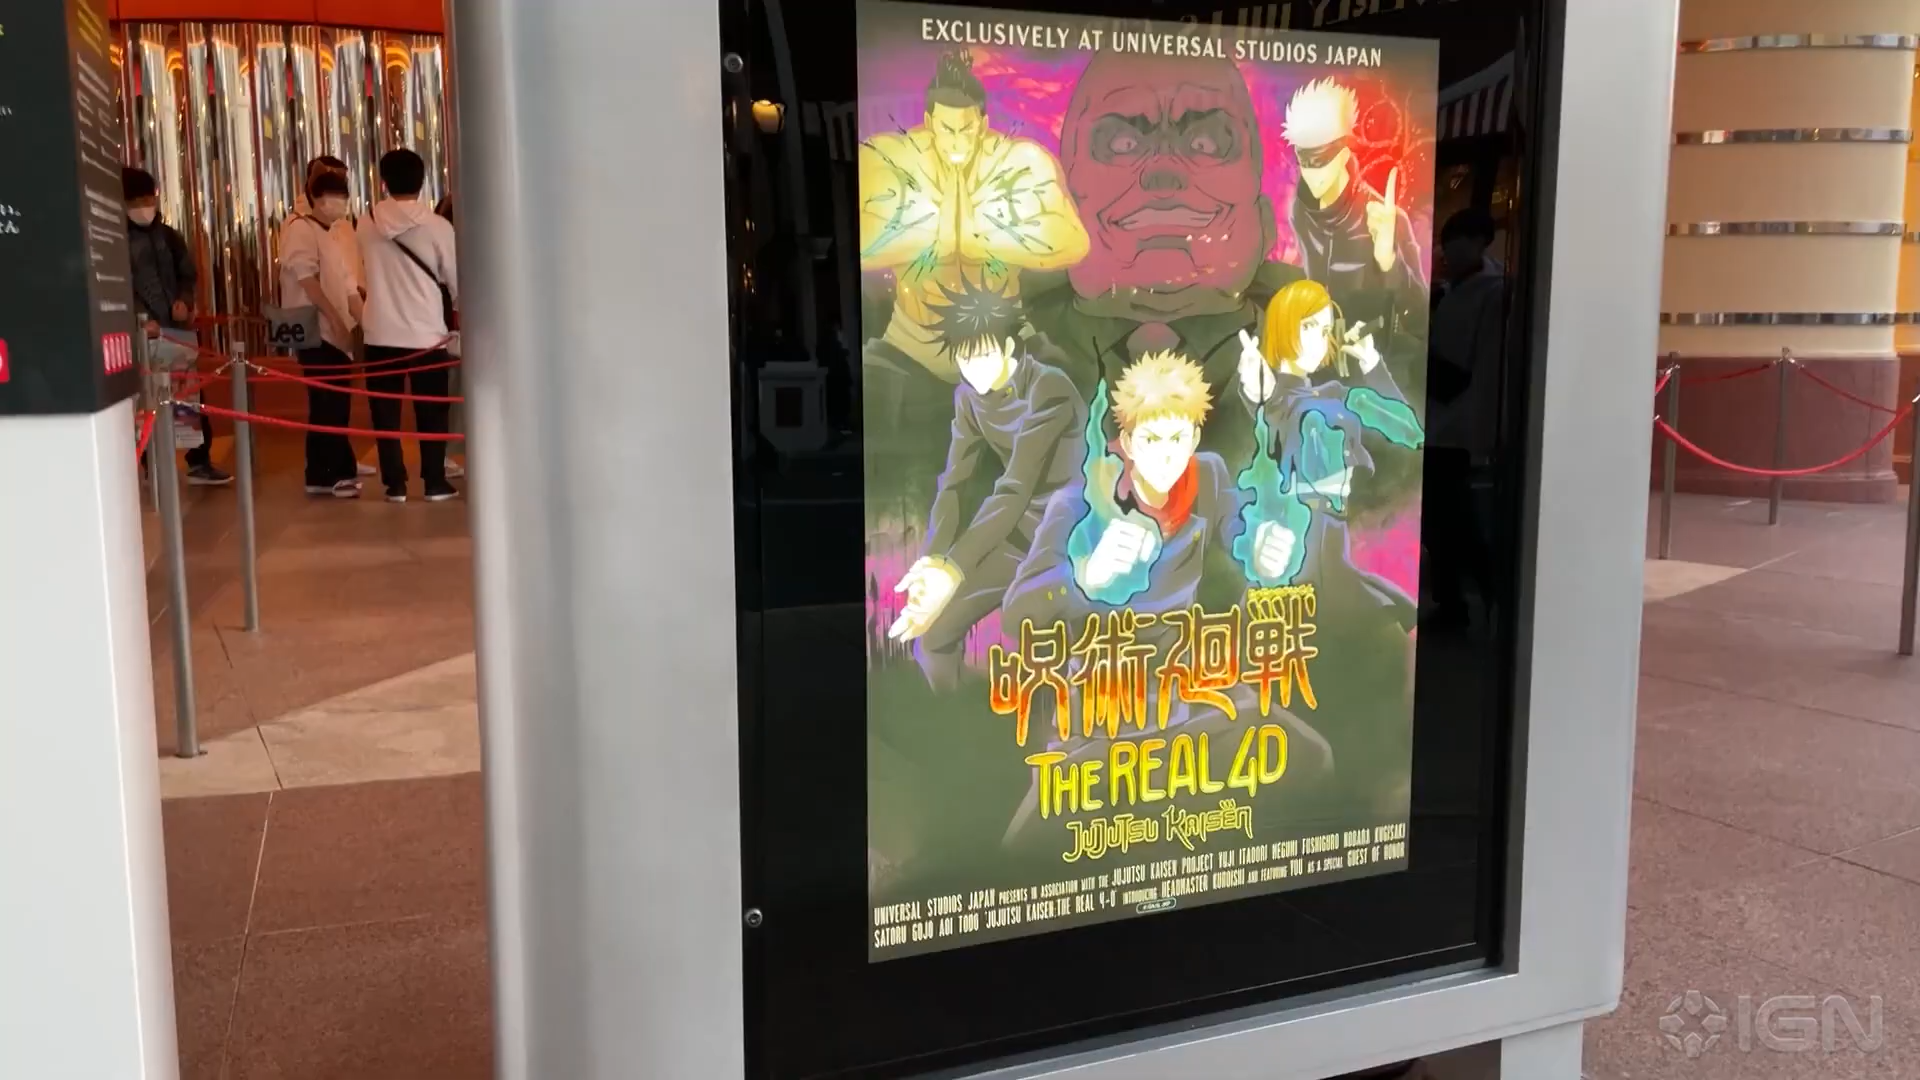 EXCLUSIVELY AT UNIVERSAL STUDIOS JAPAN
Lee
呪術廻戦
THE REAL 4D
JUJUTSU KAISEN
UNIVERSAL STUDIOS JAPAN PRESENTS IN ASSOCIATION WITH THE JUJUTSU KAISEN PROJECT YUJI ITADORI MEGUMI FUSHIGURO NOBARA KUGISAKI
SATORU GOJO AOI TODO 'JUJUTSU KAISEN:THE REAL 4-D' INTRODUCING HEADMASTER KUROISHI AND FEATURING YOU AS A SPECIAL GUEST OF HONOR
IGN